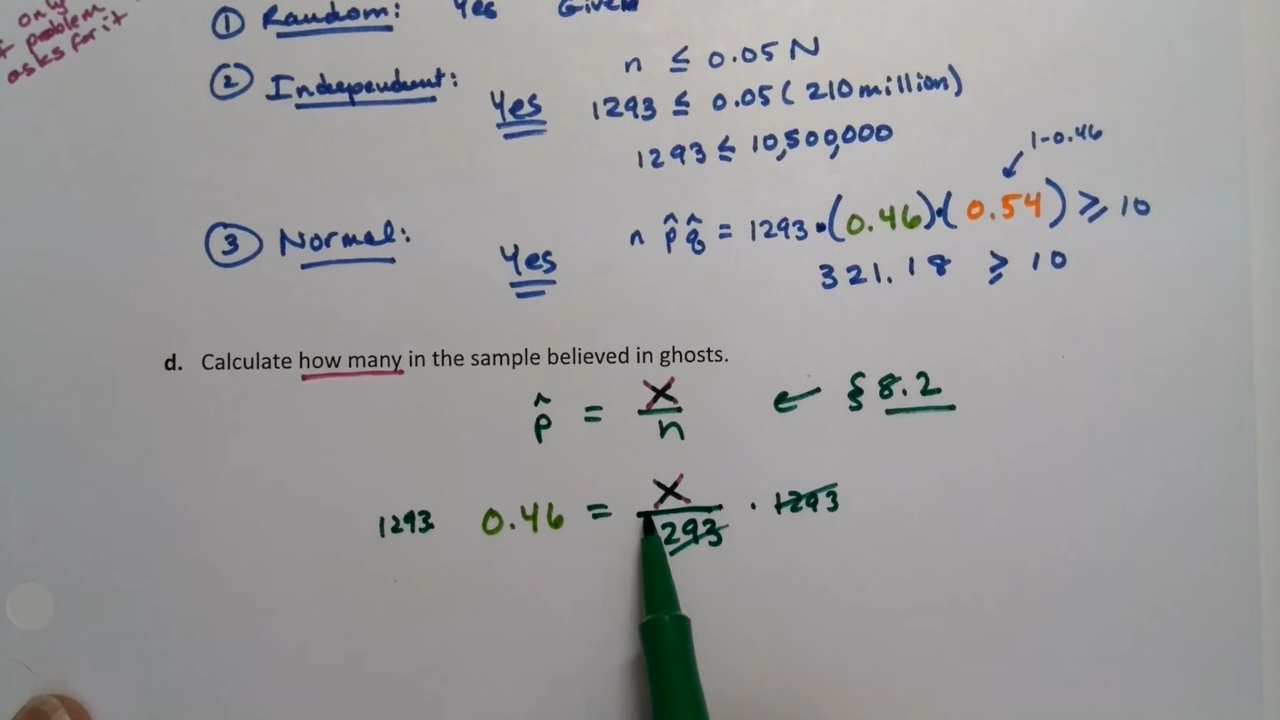 only
problem
asks for it
① Random: Yes Given
② Independent: Yes
n ≤ 0.05 N
1293 ≤ 0.05 (210 million)
1293 ≤ 10,500,000
1-0.46
③ Normal: Yes
n p̂ q̂ = 1293 • (0.46) • (0.54) ≥ 10
321.18 ≥ 10
d. Calculate how many in the sample believed in ghosts.
p̂ = X/n ← § 8.2
1293 0.46 = X/1293 · 1293